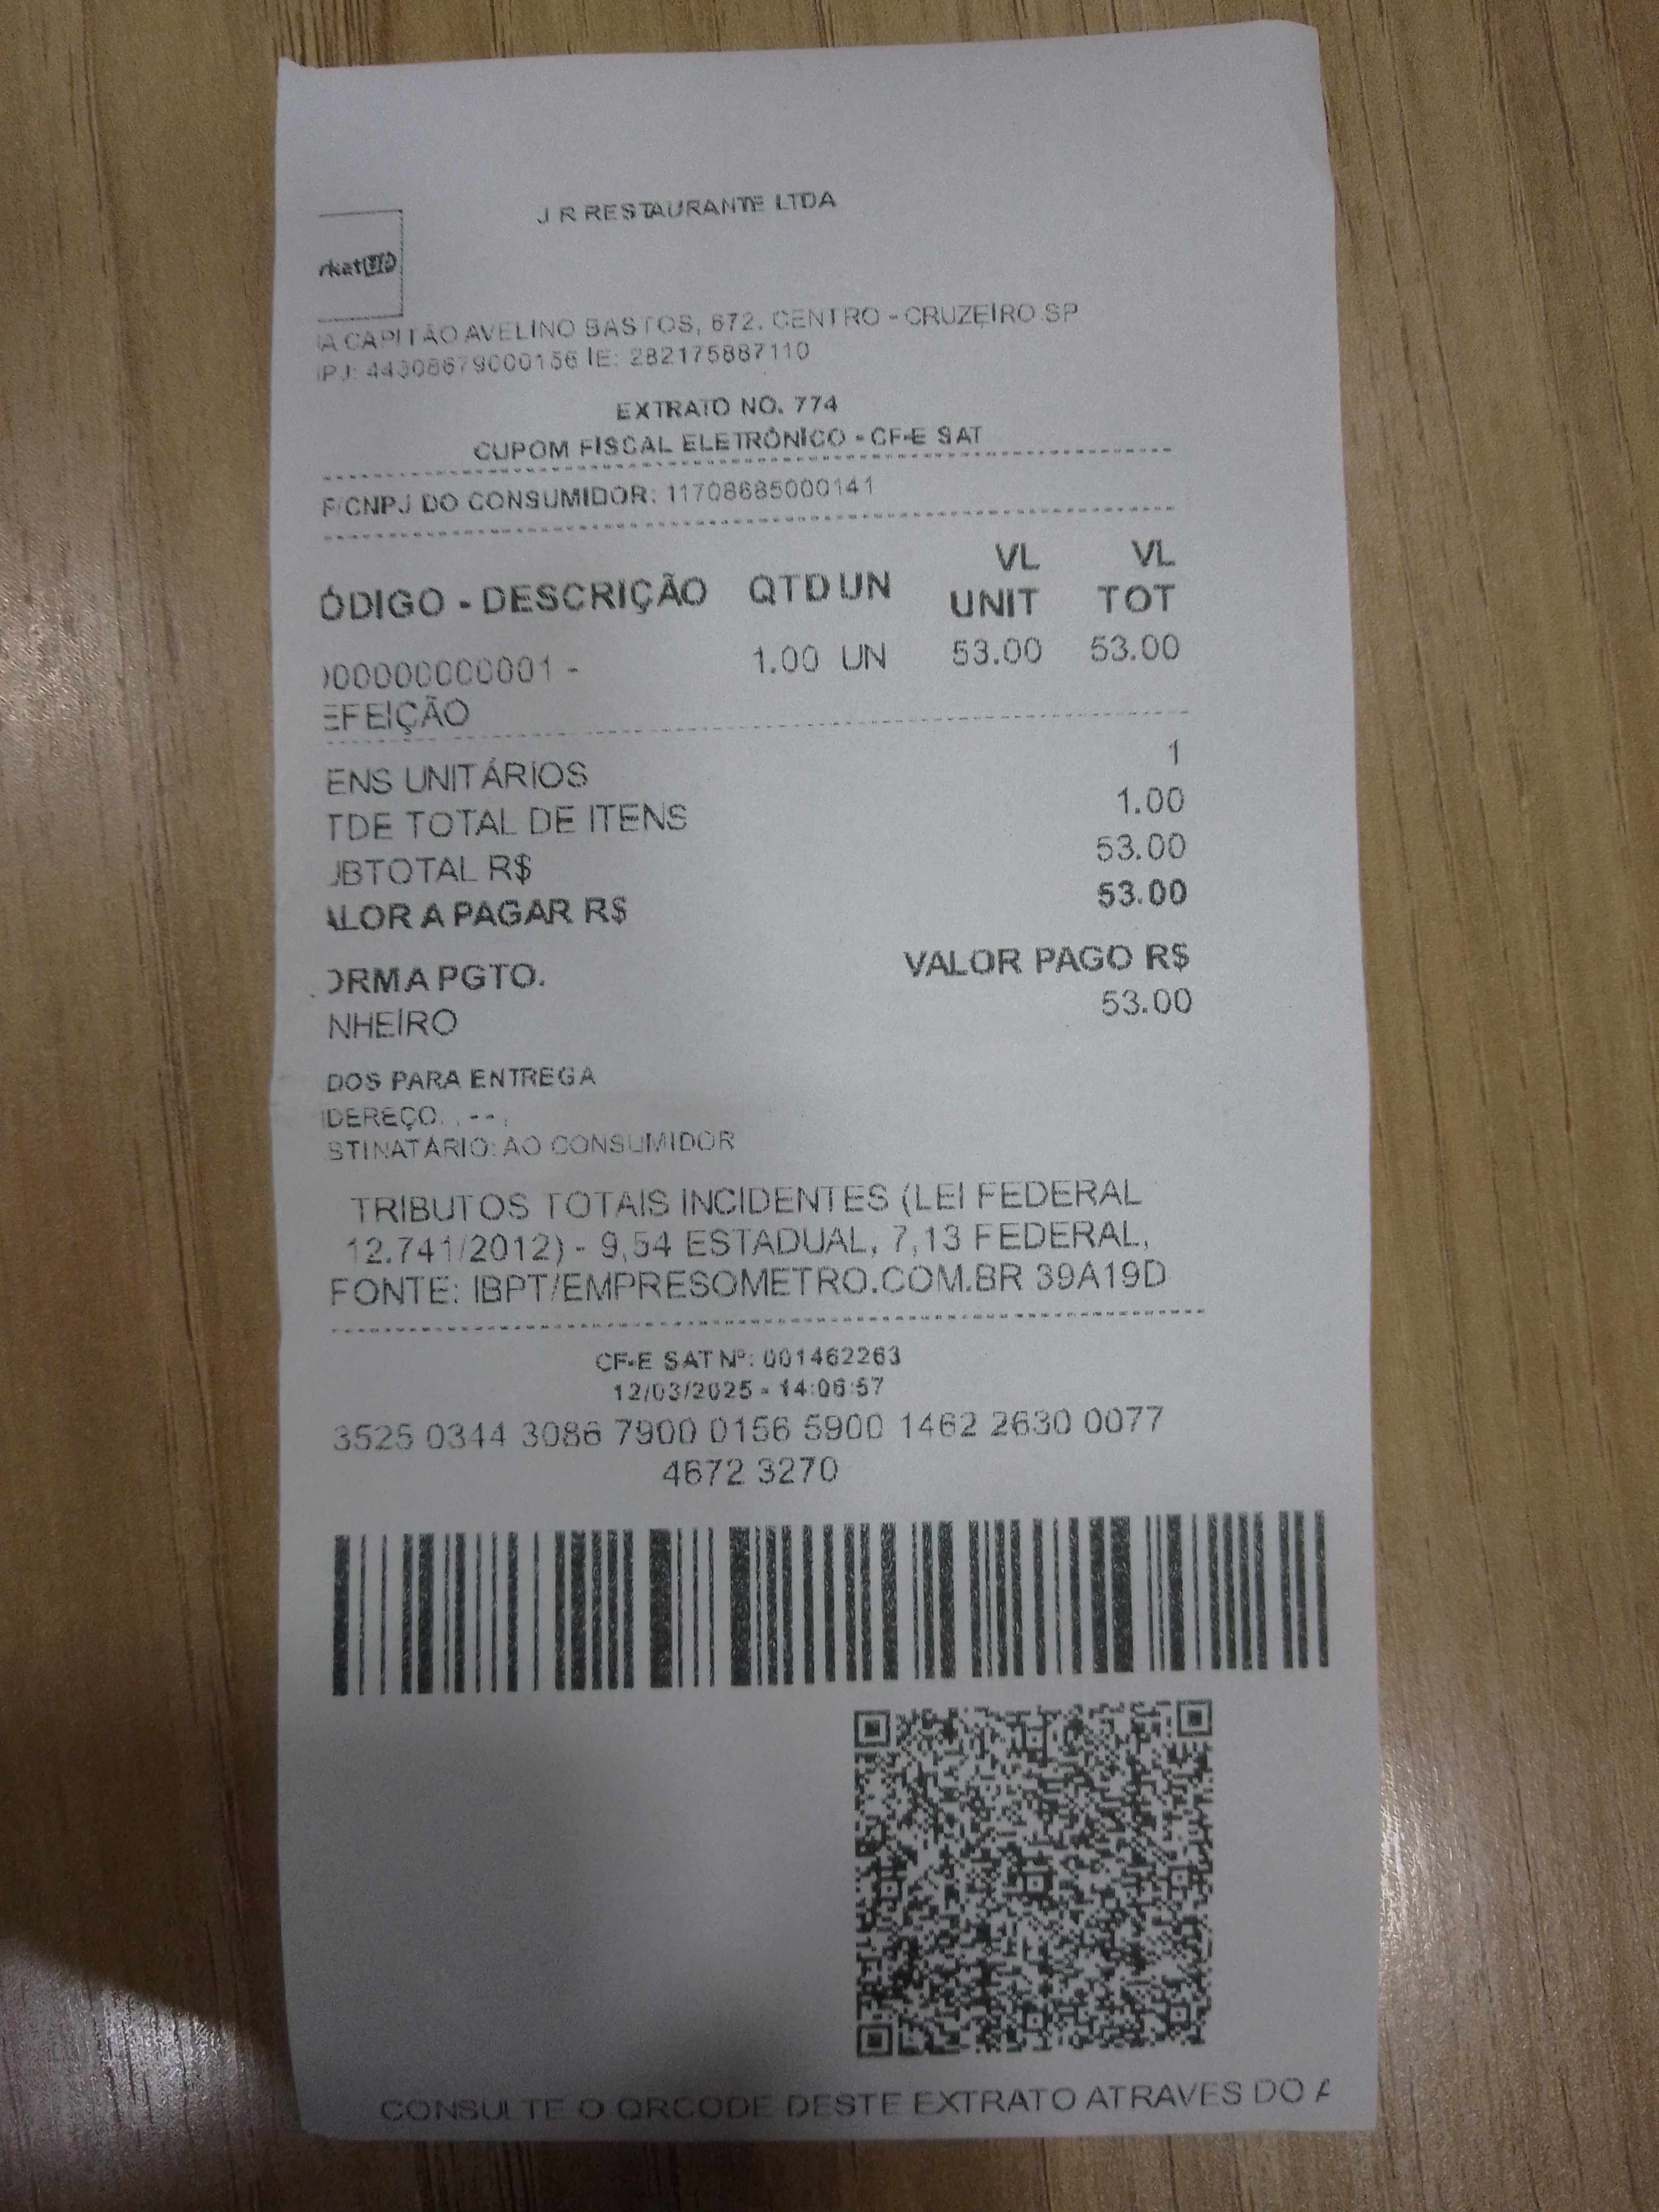 J R RESTAURANTE LTDA
rkat
IA CAPITÃO AVELINO BASTOS, 672. CENTRO - CRUZEIRO SP
IPJ: 44308679000156 IE: 282175887110
EXTRATO NO. 774
CUPOM FISCAL ELETRÔNICO - CF-E SAT
F/CNPJ DO CONSUMIDOR: 11708685000141
ÓDIGO - DESCRIÇÃO QTD UN VL UNIT VL TOT
000000000001 - 1.00 UN 53.00 53.00
EFEIÇÃO
ENS UNITÁRIOS 1
TDE TOTAL DE ITENS 1.00
UBTOTAL R$ 53.00
ALOR A PAGAR R$ 53.00
ORMA PGTO. VALOR PAGO R$
NHEIRO 53.00
DOS PARA ENTREGA
IDEREÇO: , -- ,
STINATÁRIO: AO CONSUMIDOR
TRIBUTOS TOTAIS INCIDENTES (LEI FEDERAL
12.741/2012) - 9,54 ESTADUAL, 7,13 FEDERAL,
FONTE: IBPT/EMPRESOMETRO.COM.BR 39A19D
CF-E SAT Nº: 001462263
12/03/2025 - 14:06:57
3525 0344 3086 7900 0156 5900 1462 2630 0077
4672 3270
CONSULTE O QRCODE DESTE EXTRATO ATRAVES DO A